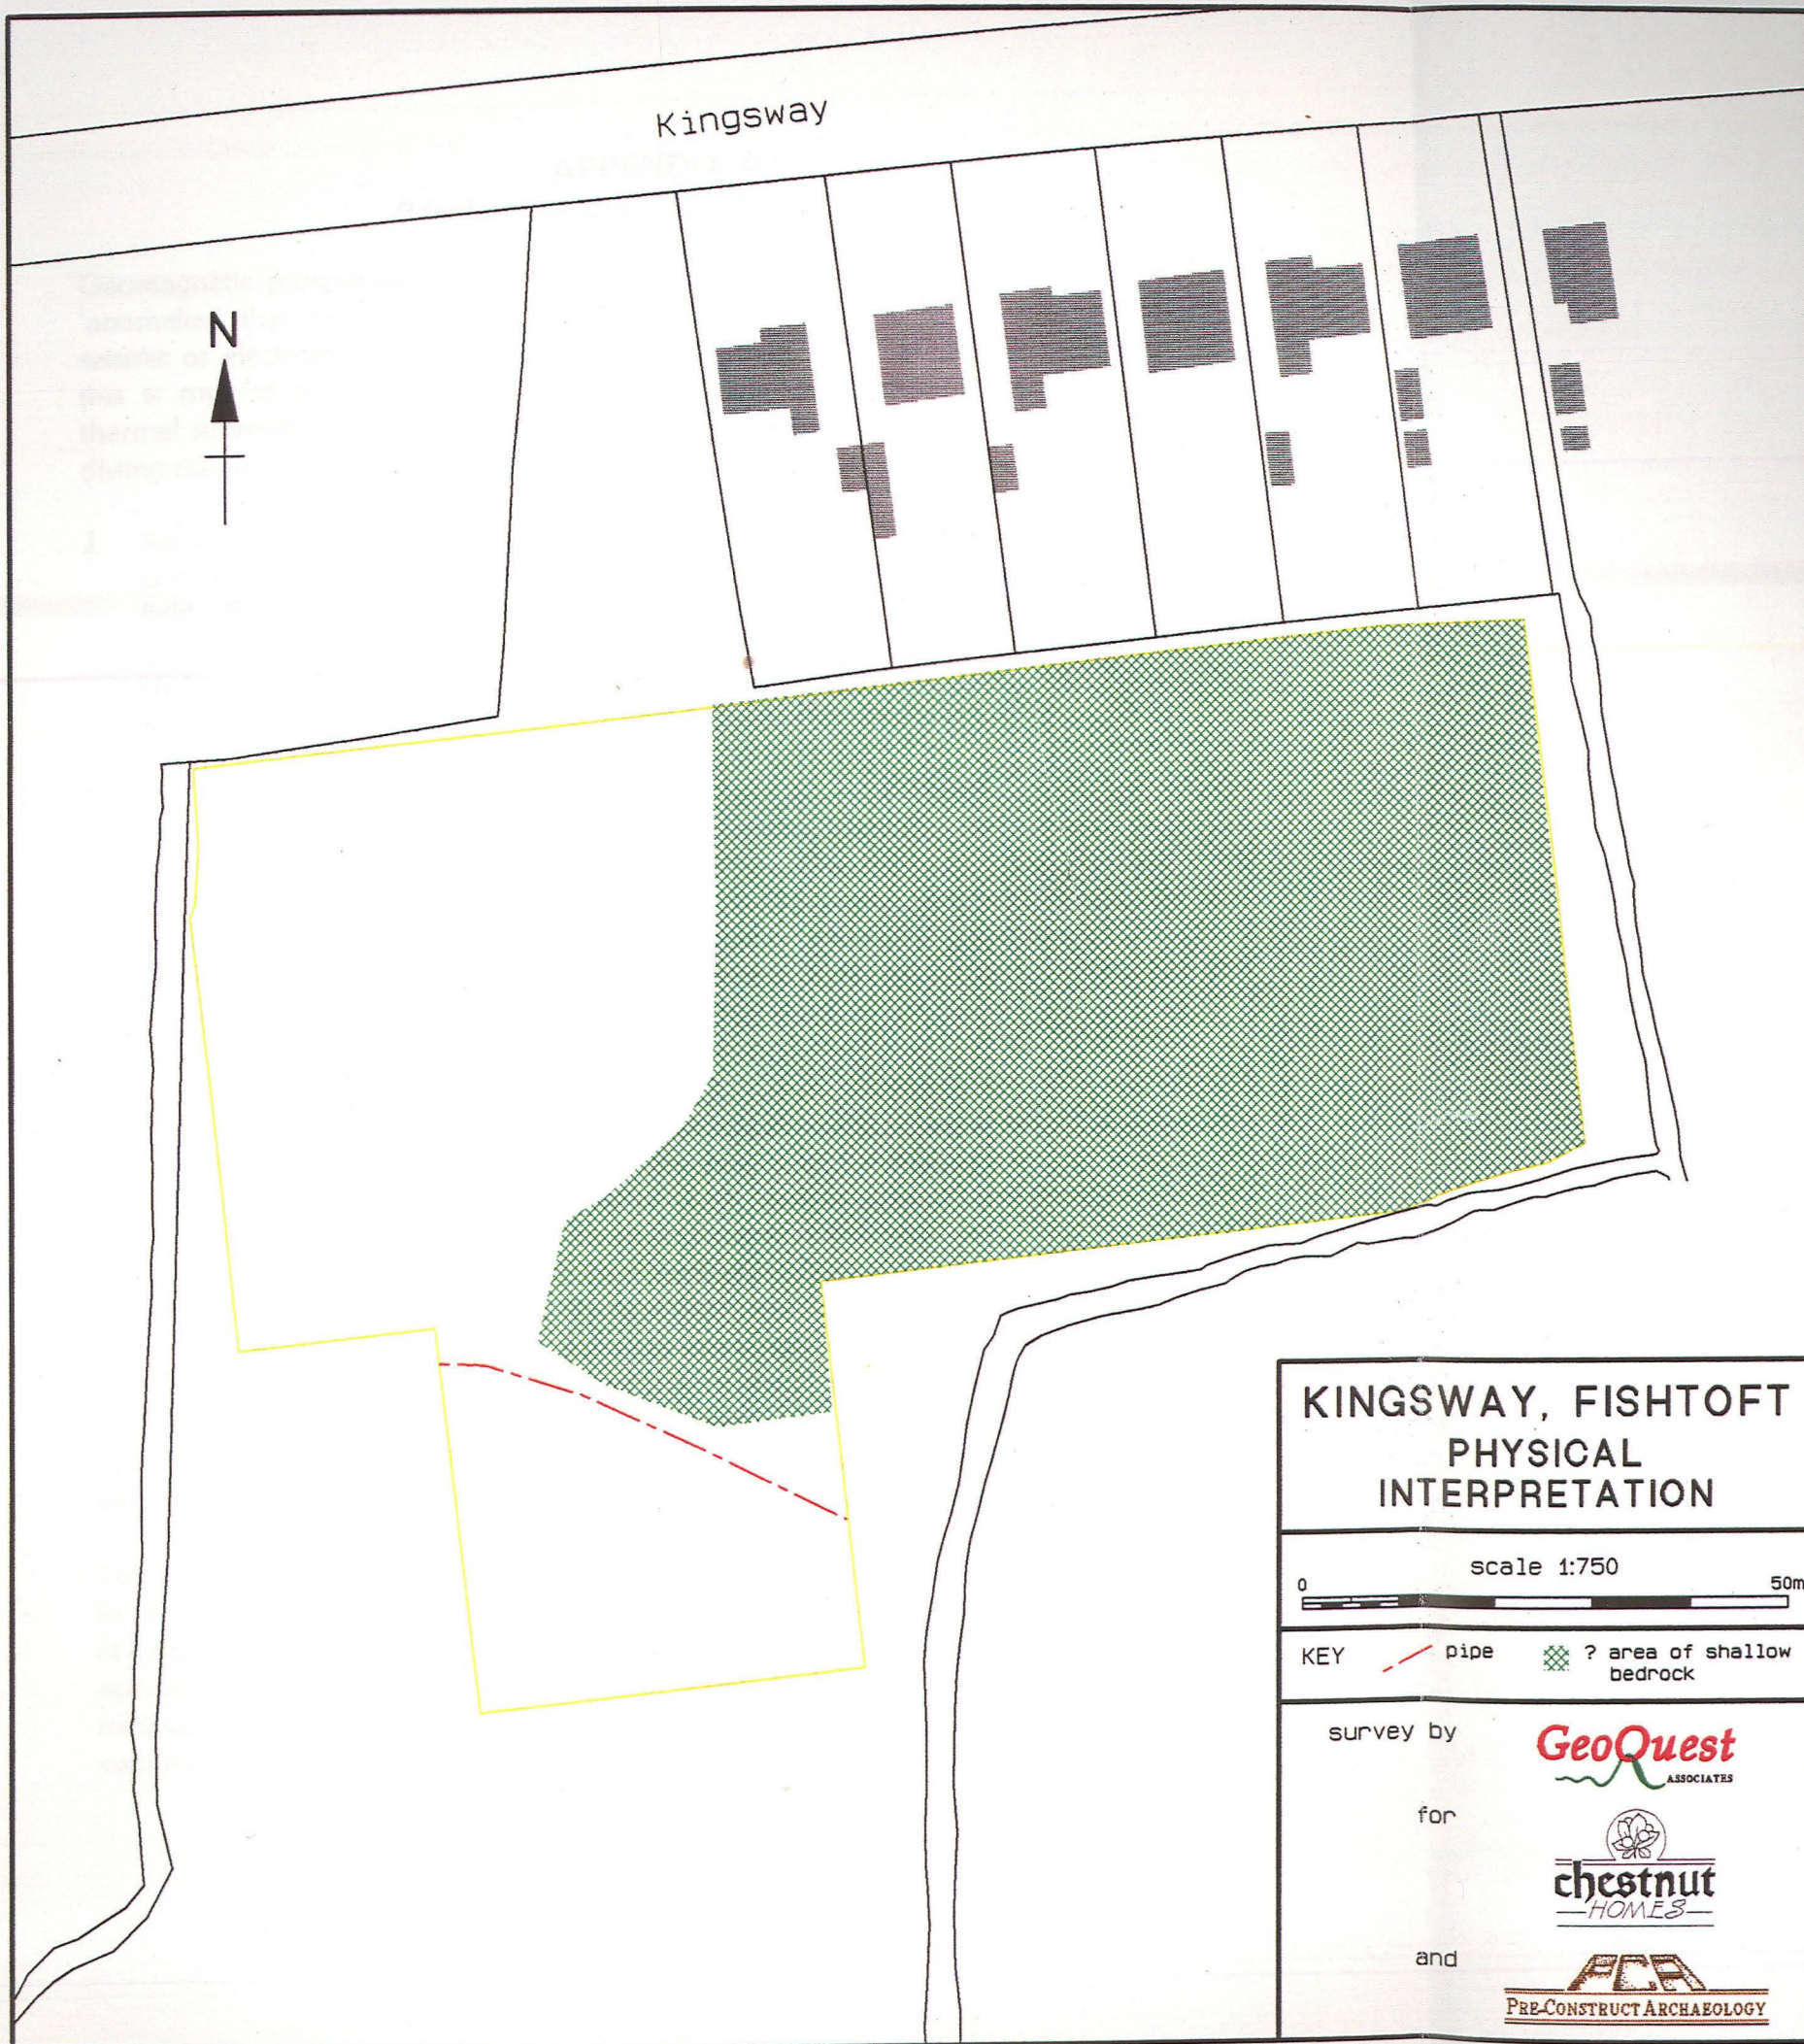 Kingsway
N
KINGSWAY, FISHTOFT
PHYSICAL
INTERPRETATION
scale 1:750
0 50m
KEY pipe ? area of shallow
bedrock
survey by
GeoQuest
ASSOCIATES
for
chestnut
HOMES
and
PCA
PRE-CONSTRUCT ARCHAEOLOGY
APPENDIX